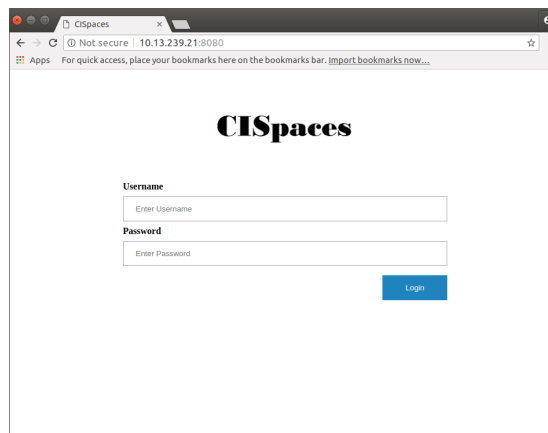 CISpaces
Not secure 10.13.239.21:8080
Apps For quick access, place your bookmarks here on the bookmarks bar. Import bookmarks now...
CISpaces
Username
Enter Username
Password
Enter Password
Login